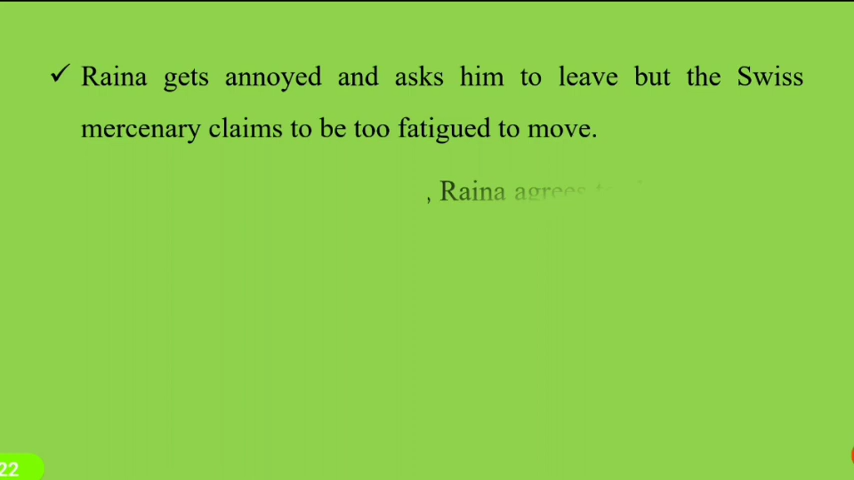 ✓ Raina gets annoyed and asks him to leave but the Swiss
mercenary claims to be too fatigued to move.
, Raina agrees
22